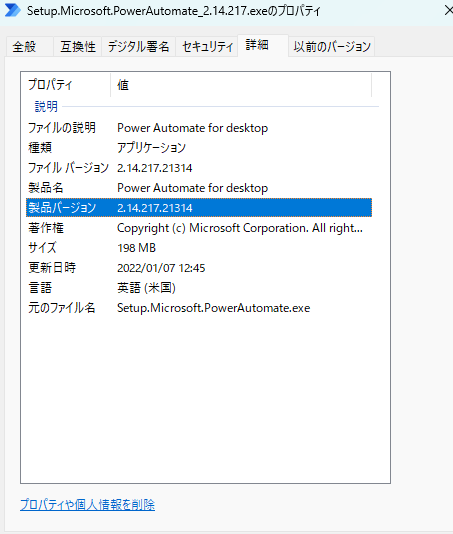 Setup.Microsoft.PowerAutomate_2.14.217.exeのプロパティ
全般 互換性 デジタル署名 セキュリティ 詳細 以前のバージョン
プロパティ 値
説明
ファイルの説明 Power Automate for desktop
種類 アプリケーション
ファイル バージョン 2.14.217.21314
製品名 Power Automate for desktop
製品バージョン 2.14.217.21314
著作権 Copyright (c) Microsoft Corporation. All right...
サイズ 198 MB
更新日時 2022/01/07 12:45
言語 英語 (米国)
元のファイル名 Setup.Microsoft.PowerAutomate.exe
プロパティや個人情報を削除